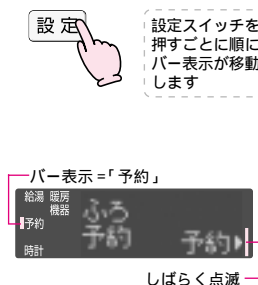 設定
設定スイッチを
押すごとに順に
バー表示が移動
します
バー表示=「予約」
給湯 暖房
機器
予約
時計
ふろ
予約
予約
しばらく点滅